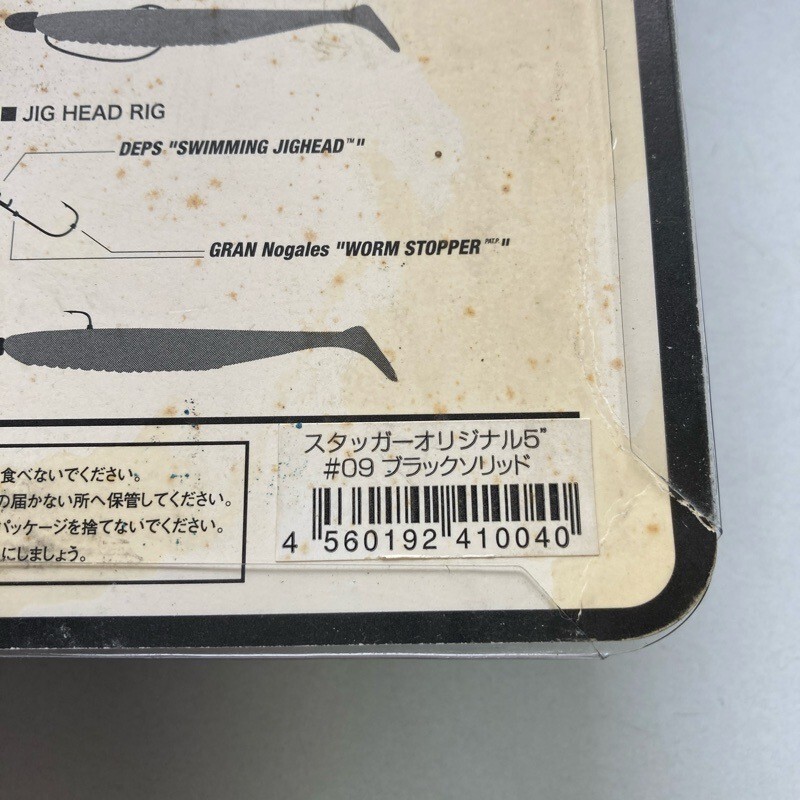 ■ JIG HEAD RIG
DEPS "SWIMMING JIGHEAD™"
GRAN Nogales "WORM STOPPER PAT.P."
スタッガーオリジナル5"
#09 ブラックソリッド
4 560192 410040
食べないでください。
の届かない所へ保管してください。
パッケージを捨てないでください。
にしましょう。